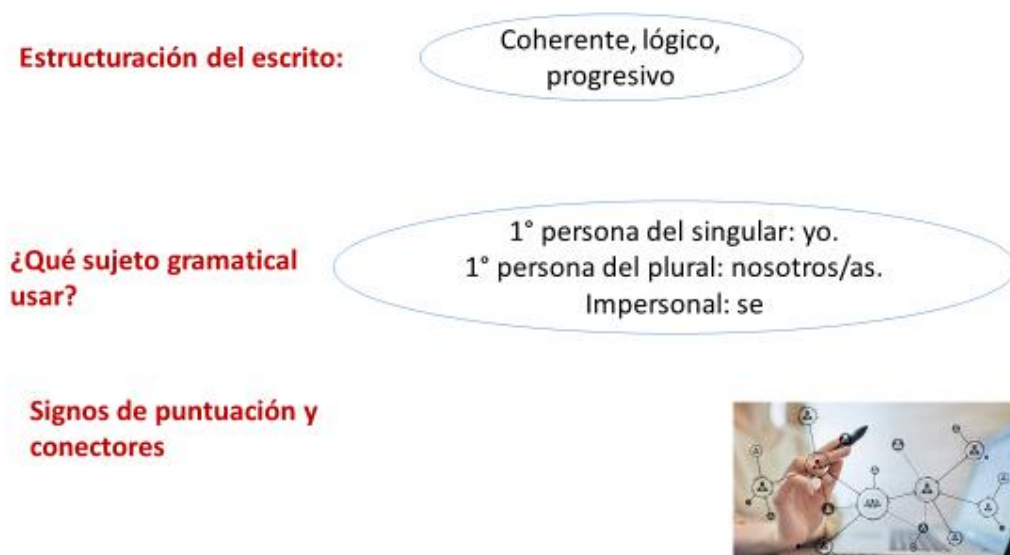 Estructuración del escrito:
Coherente, lógico,
progresivo
¿Qué sujeto gramatical
usar?
1° persona del singular: yo.
1° persona del plural: nosotros/as.
Impersonal: se
Signos de puntuación y
conectores